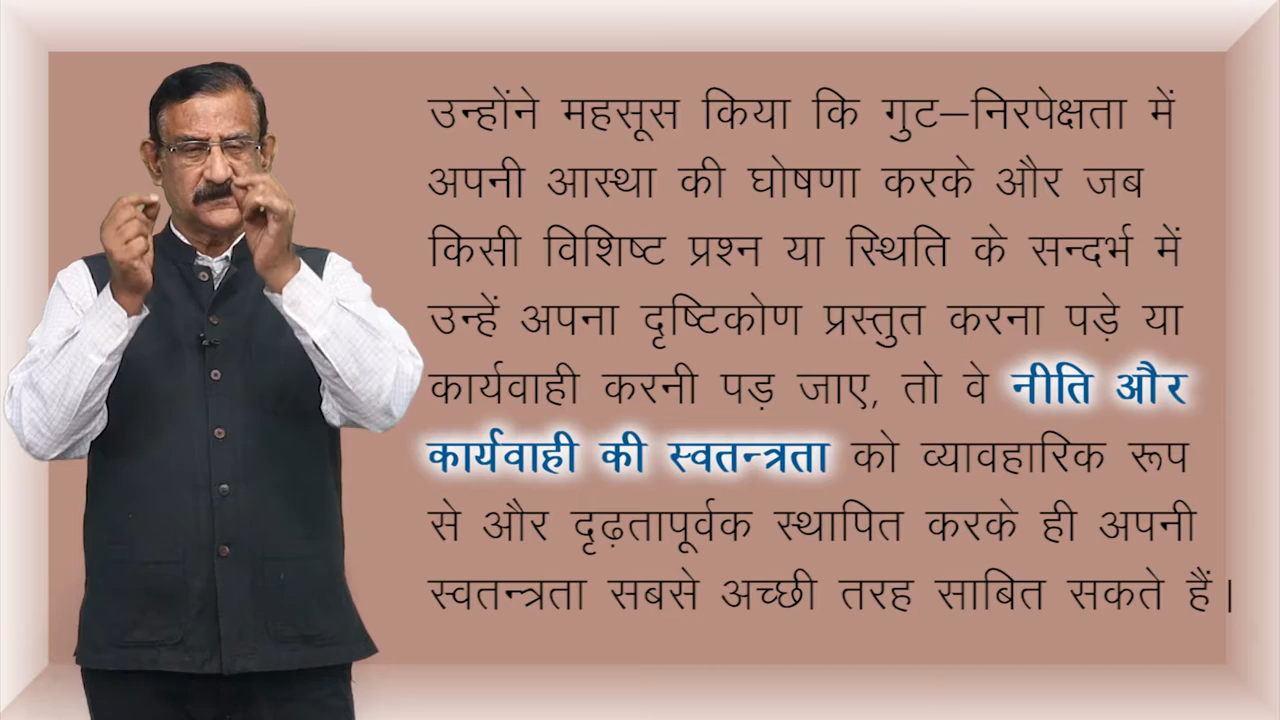 उन्होंने महसूस किया कि गुट–निरपेक्षता में
अपनी आस्था की घोषणा करके और जब
किसी विशिष्ट प्रश्न या स्थिति के सन्दर्भ में
उन्हें अपना दृष्टिकोण प्रस्तुत करना पड़े या
कार्यवाही करनी पड़ जाए, तो वे नीति और
कार्यवाही की स्वतन्त्रता को व्यावहारिक रूप
से और दृढ़तापूर्वक स्थापित करके ही अपनी
स्वतन्त्रता सबसे अच्छी तरह साबित सकते हैं।